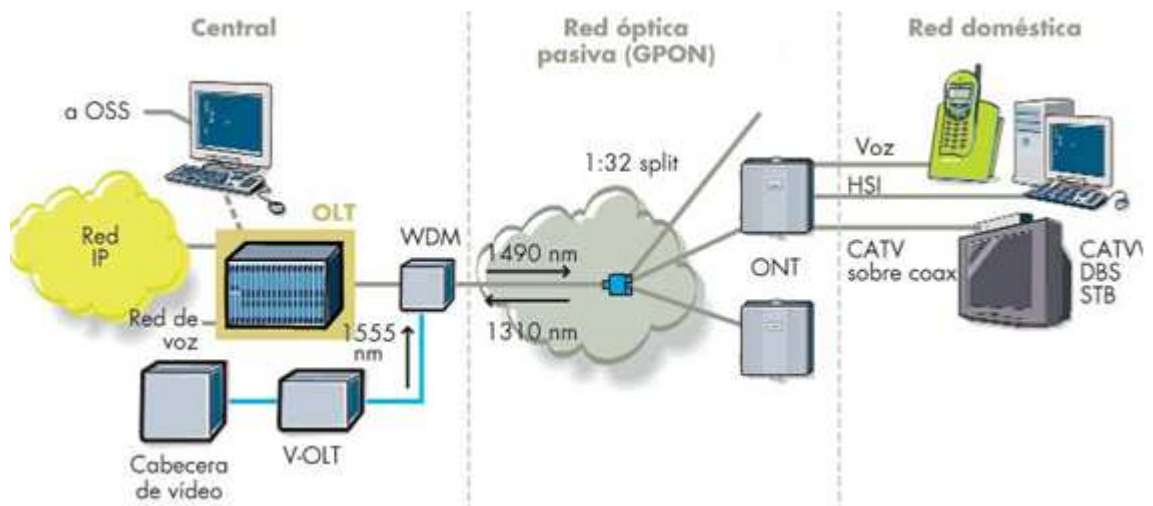 Central
Red óptica
pasiva (GPON)
Red doméstica
a OSS
Red
IP
OLT
WDM
Red de
voz
1555
nm
Cabecera
de vídeo
V-OLT
1:32 split
1490 nm
1310 nm
ONT
Voz
HSI
CATV
sobre coax
CATV
DBS
STB